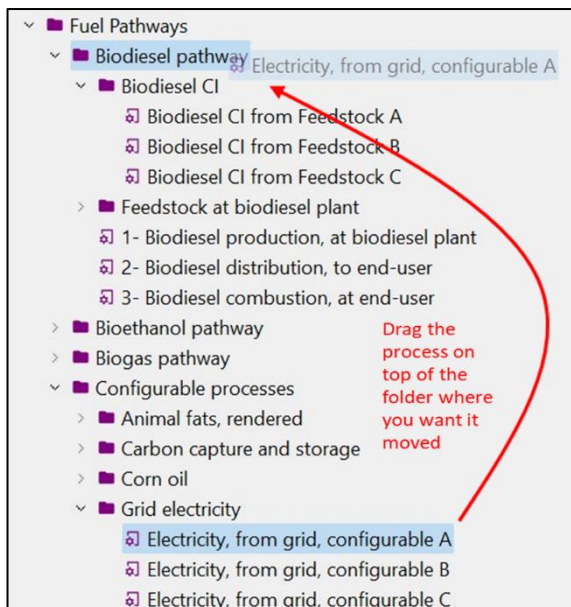 Fuel Pathways
Biodiesel pathway
Electricity, from grid, configurable A
Biodiesel CI
Biodiesel CI from Feedstock A
Biodiesel CI from Feedstock B
Biodiesel CI from Feedstock C
Feedstock at biodiesel plant
1- Biodiesel production, at biodiesel plant
2- Biodiesel distribution, to end-user
3- Biodiesel combustion, at end-user
Bioethanol pathway
Biogas pathway
Configurable processes
Animal fats, rendered
Carbon capture and storage
Corn oil
Grid electricity
Electricity, from grid, configurable A
Electricity, from grid, configurable B
Electricity, from grid, configurable C
Drag the
process on
top of the
folder where
you want it
moved